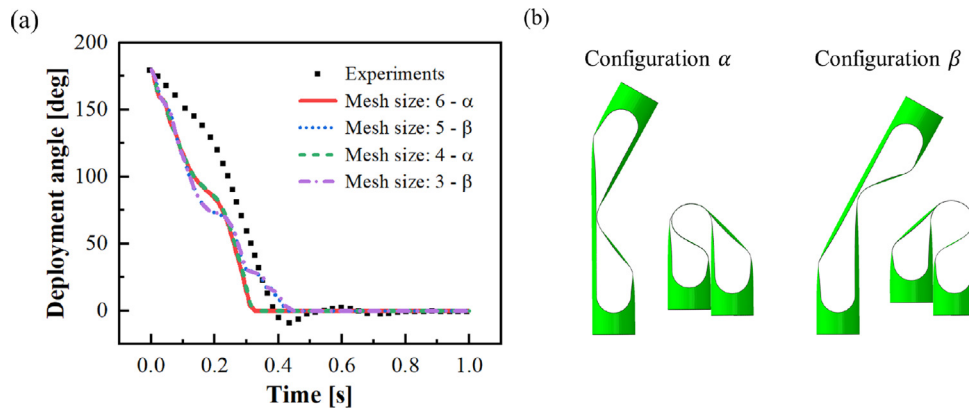 (a)
200
150
100
50
0
Deployment angle [deg]
0.0 0.2 0.4 0.6 0.8 1.0
Time [s]
Experiments
Mesh size: 6 - α
Mesh size: 5 - β
Mesh size: 4 - α
Mesh size: 3 - β
(b)
Configuration α
Configuration β